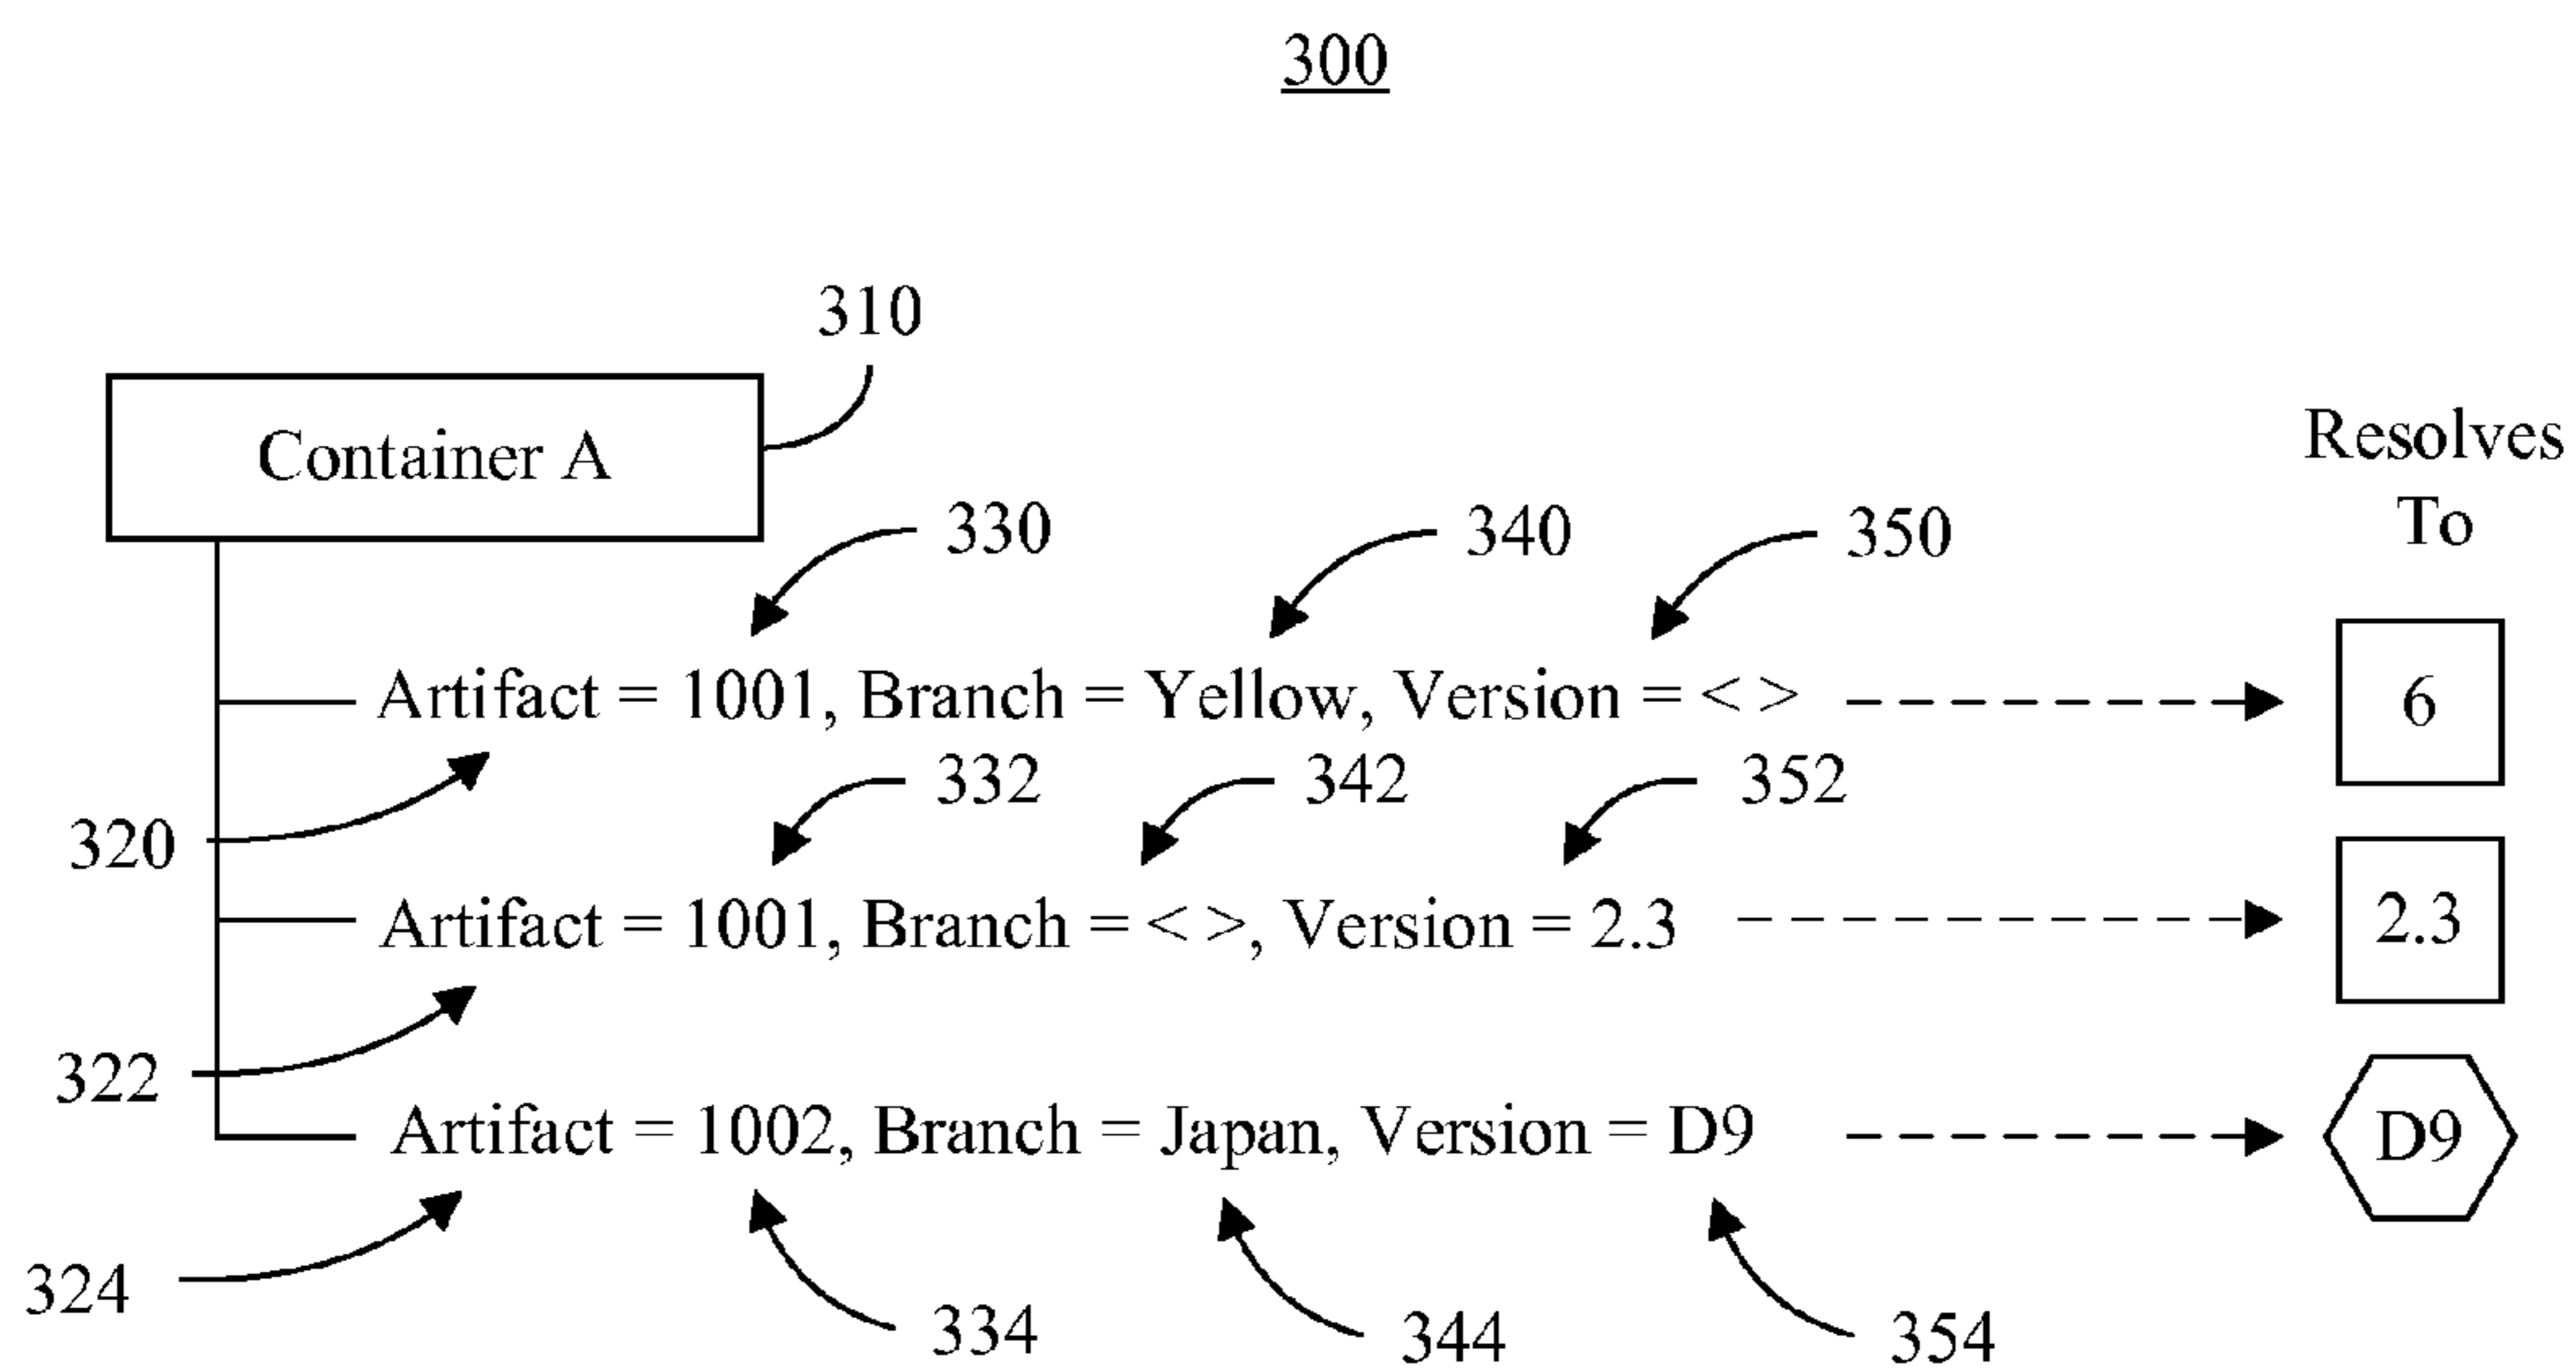 300
310
Container A
Resolves
To
330
340
350
Artifact = 1001, Branch = Yellow, Version = < >
6
332
342
352
320
Artifact = 1001, Branch = < >, Version = 2.3
2.3
322
Artifact = 1002, Branch = Japan, Version = D9
D9
324
334
344
354